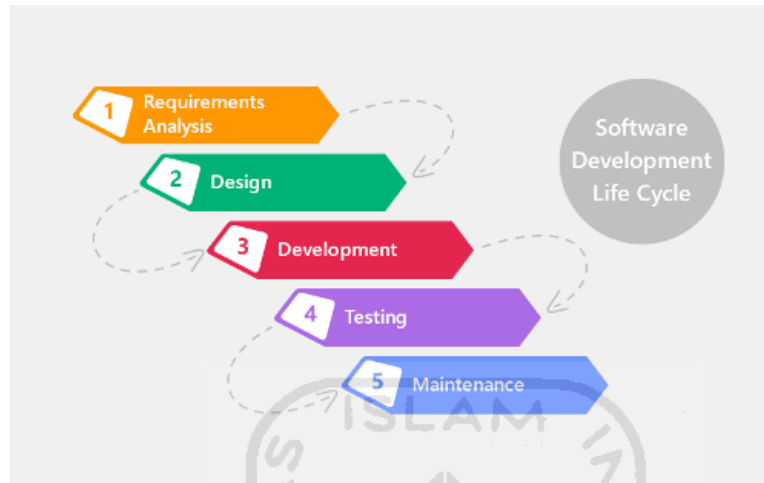 1
Requirements
Analysis
2
Design
3
Development
4
Testing
5
Maintenance
Software
Development
Life Cycle
ISLAM